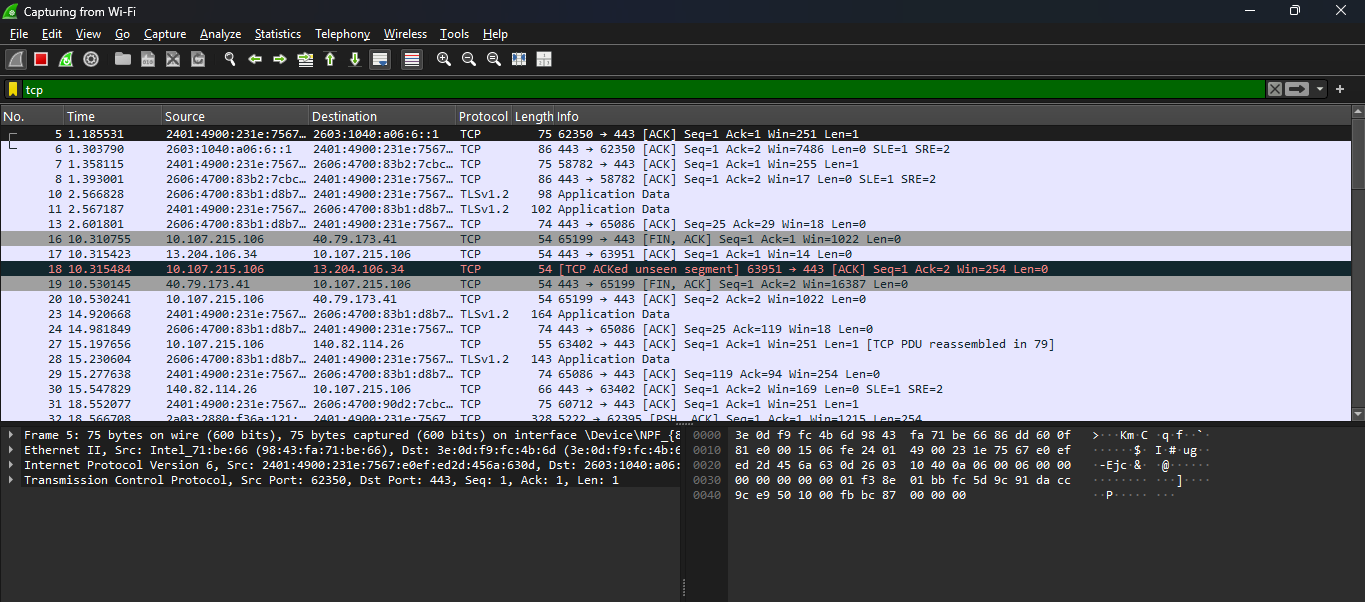 Capturing from Wi-Fi
File Edit View Go Capture Analyze Statistics Telephony Wireless Tools Help
tcp
No. Time Source Destination Protocol Length Info
5 1.185531 2401:4900:231e:7567… 2603:1040:a06:6::1 TCP 75 62350 → 443 [ACK] Seq=1 Ack=1 Win=251 Len=1
6 1.303790 2603:1040:a06:6::1 2401:4900:231e:7567… TCP 86 443 → 62350 [ACK] Seq=1 Ack=2 Win=7486 Len=0 SLE=1 SRE=2
7 1.358115 2401:4900:231e:7567… 2606:4700:83b2:7cbc… TCP 75 58782 → 443 [ACK] Seq=1 Ack=1 Win=255 Len=1
8 1.393001 2606:4700:83b2:7cbc… 2401:4900:231e:7567… TCP 86 443 → 58782 [ACK] Seq=1 Ack=2 Win=17 Len=0 SLE=1 SRE=2
10 2.566828 2606:4700:83b1:d8b7… 2401:4900:231e:7567… TLSv1.2 98 Application Data
11 2.567187 2401:4900:231e:7567… 2606:4700:83b1:d8b7… TLSv1.2 102 Application Data
13 2.601801 2606:4700:83b1:d8b7… 2401:4900:231e:7567… TCP 74 443 → 65086 [ACK] Seq=25 Ack=29 Win=18 Len=0
16 10.310755 10.107.215.106 40.79.173.41 TCP 54 65199 → 443 [FIN, ACK] Seq=1 Ack=1 Win=1022 Len=0
17 10.315423 13.204.106.34 10.107.215.106 TCP 54 443 → 63951 [ACK] Seq=1 Ack=1 Win=14 Len=0
18 10.315484 10.107.215.106 13.204.106.34 TCP 54 [TCP ACKed unseen segment] 63951 → 443 [ACK] Seq=1 Ack=2 Win=254 Len=0
19 10.530145 40.79.173.41 10.107.215.106 TCP 54 443 → 65199 [FIN, ACK] Seq=1 Ack=2 Win=16387 Len=0
20 10.530241 10.107.215.106 40.79.173.41 TCP 54 65199 → 443 [ACK] Seq=2 Ack=2 Win=1022 Len=0
23 14.920668 2401:4900:231e:7567… 2606:4700:83b1:d8b7… TLSv1.2 164 Application Data
24 14.981849 2606:4700:83b1:d8b7… 2401:4900:231e:7567… TCP 74 443 → 65086 [ACK] Seq=25 Ack=119 Win=18 Len=0
27 15.197656 10.107.215.106 140.82.114.26 TCP 55 63402 → 443 [ACK] Seq=1 Ack=1 Win=251 Len=1 [TCP PDU reassembled in 79]
28 15.230604 2606:4700:83b1:d8b7… 2401:4900:231e:7567… TLSv1.2 143 Application Data
29 15.277638 2401:4900:231e:7567… 2606:4700:83b1:d8b7… TCP 74 65086 → 443 [ACK] Seq=119 Ack=94 Win=254 Len=0
30 15.547829 140.82.114.26 10.107.215.106 TCP 66 443 → 63402 [ACK] Seq=1 Ack=2 Win=169 Len=0 SLE=1 SRE=2
31 18.552077 2401:4900:231e:7567… 2606:4700:90d2:7cbc… TCP 75 60712 → 443 [ACK] Seq=1 Ack=1 Win=251 Len=1
32 18.566708 2a03:2880:f36a:121: 2401:4900:231e:7567 TCP 328 5222 → 62395 [PSH, ACK] Seq=1 Ack=1 Win=1215 Len=254
Frame 5: 75 bytes on wire (600 bits), 75 bytes captured (600 bits) on interface \Device\NPF_{8
Ethernet II, Src: Intel_71:be:66 (98:43:fa:71:be:66), Dst: 3e:0d:f9:fc:4b:6d (3e:0d:f9:fc:4b:6
Internet Protocol Version 6, Src: 2401:4900:231e:7567:e0ef:ed2d:456a:630d, Dst: 2603:1040:a06:
Transmission Control Protocol, Src Port: 62350, Dst Port: 443, Seq: 1, Ack: 1, Len: 1
0000 3e 0d f9 fc 4b 6d 98 43 fa 71 be 66 86 dd 60 0f >···Km·C ·q·f··`·
0010 81 e0 00 15 06 fe 24 01 49 00 23 1e 75 67 e0 ef ······$· I·#·ug··
0020 ed 2d 45 6a 63 0d 26 03 10 40 0a 06 00 06 00 00 ·-Ejc·&· ·@······
0030 00 00 00 00 00 01 f3 8e 01 bb fc 5d 9c 91 da cc ········ ···]····
0040 9c e9 50 10 00 fb bc 87 00 00 00 ··P····· ···